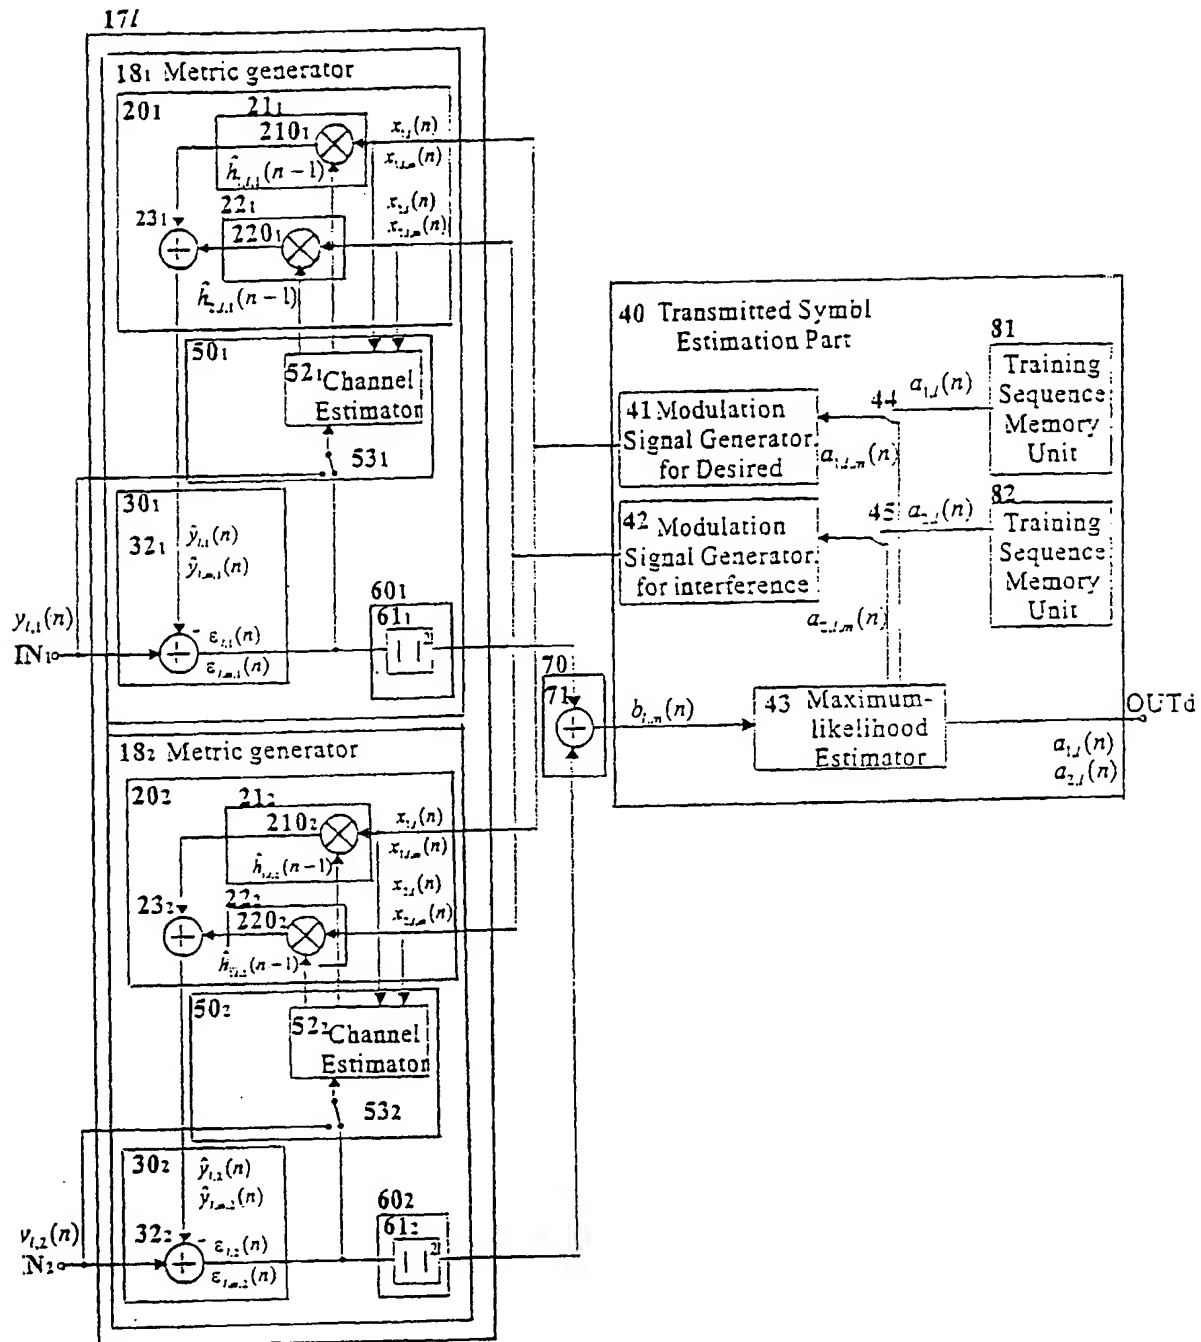 17l
18₁ Metric generator
20₁
21₁
210₁
x₁,ₗ(n)
x₁,ₗ,ₘ(n)
ĥ₁,ₗ,₁(n−1)
22₁
x₂,ₗ(n)
x₂,ₗ,ₘ(n)
23₁
220₁
ĥ₂,ₗ,₁(n−1)
50₁
52₁ Channel
Estimator
53₁
30₁
32₁
ŷₗ,₁(n)
ŷₗ,ₘ,₁(n)
yₗ,₁(n)
IN₁
-
εₗ,₁(n)
εₗ,ₘ,₁(n)
60₁
61₁
| |²
40 Transmitted Symbl
Estimation Part
81
Training
Sequence
Memory
Unit
44
a₁,ₗ(n)
41 Modulation
Signal Generator
for Desired
a₁,ₗ,ₘ(n)
42 Modulation
Signal Generator
for interference
45
a₂,ₗ(n)
82
Training
Sequence
Memory
Unit
a₂,ₗ,ₘ(n)
70
71
bₗ,ₘ(n)
43 Maximum-
likelihood
Estimator
OUTd
a₁,ₗ(n)
a₂,ₗ(n)
18₂ Metric generator
20₂
21₂
210₂
x₁,ₗ(n)
x₁,ₗ,ₘ(n)
ĥ₁,ₗ,₂(n−1)
22₂
x₂,ₗ(n)
x₂,ₗ,ₘ(n)
23₂
220₂
ĥ₂,ₗ,₂(n−1)
50₂
52₂ Channel
Estimator
53₂
30₂
ŷₗ,₂(n)
ŷₗ,ₘ,₂(n)
yₗ,₂(n)
IN₂
32₂
-
εₗ,₂(n)
εₗ,ₘ,₂(n)
60₂
61₂
| |²